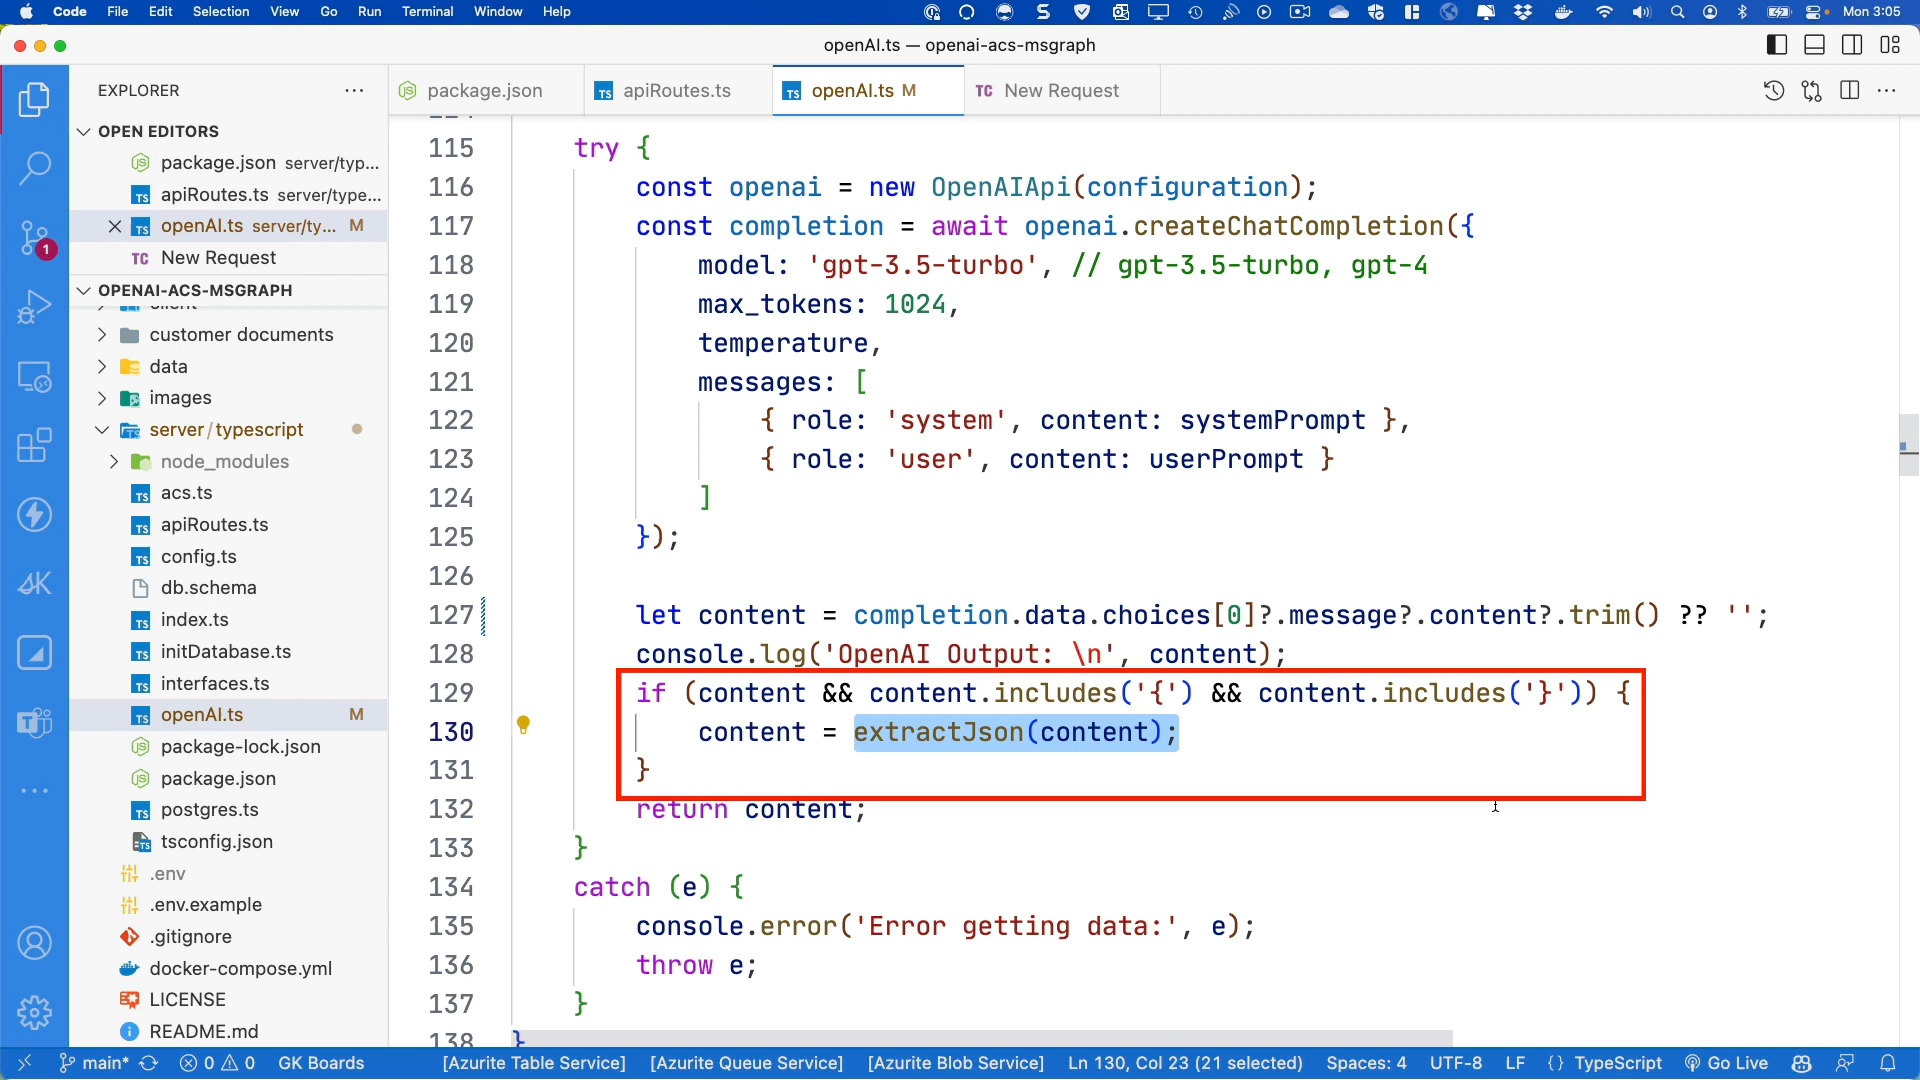 Code File Edit Selection View Go Run Terminal Window Help Mon 3:05
openAI.ts — openai-acs-msgraph
EXPLORER
OPEN EDITORS
package.json server/typ...
apiRoutes.ts server/type...
openAI.ts server/ty... M
TC New Request
OPENAI-ACS-MSGRAPH
client
customer documents
data
images
server/typescript
node_modules
acs.ts
apiRoutes.ts
config.ts
db.schema
index.ts
initDatabase.ts
interfaces.ts
openAI.ts M
package-lock.json
package.json
postgres.ts
tsconfig.json
.env
.env.example
.gitignore
docker-compose.yml
LICENSE
README.md
1
package.json
TS apiRoutes.ts
TS openAI.ts M
TC New Request
115 try {
116 const openai = new OpenAIApi(configuration);
117 const completion = await openai.createChatCompletion({
118 model: 'gpt-3.5-turbo', // gpt-3.5-turbo, gpt-4
119 max_tokens: 1024,
120 temperature,
121 messages: [
122 { role: 'system', content: systemPrompt },
123 { role: 'user', content: userPrompt }
124 ]
125 });
126
127 let content = completion.data.choices[0]?.message?.content?.trim() ?? '';
128 console.log('OpenAI Output: \n', content);
129 if (content && content.includes('{') && content.includes('}')) {
130 content = extractJson(content);
131 }
132 return content;
133 }
134 catch (e) {
135 console.error('Error getting data:', e);
136 throw e;
137 }
138 }
main* 0 0 GK Boards [Azurite Table Service] [Azurite Queue Service] [Azurite Blob Service] Ln 130, Col 23 (21 selected) Spaces: 4 UTF-8 LF {} TypeScript Go Live